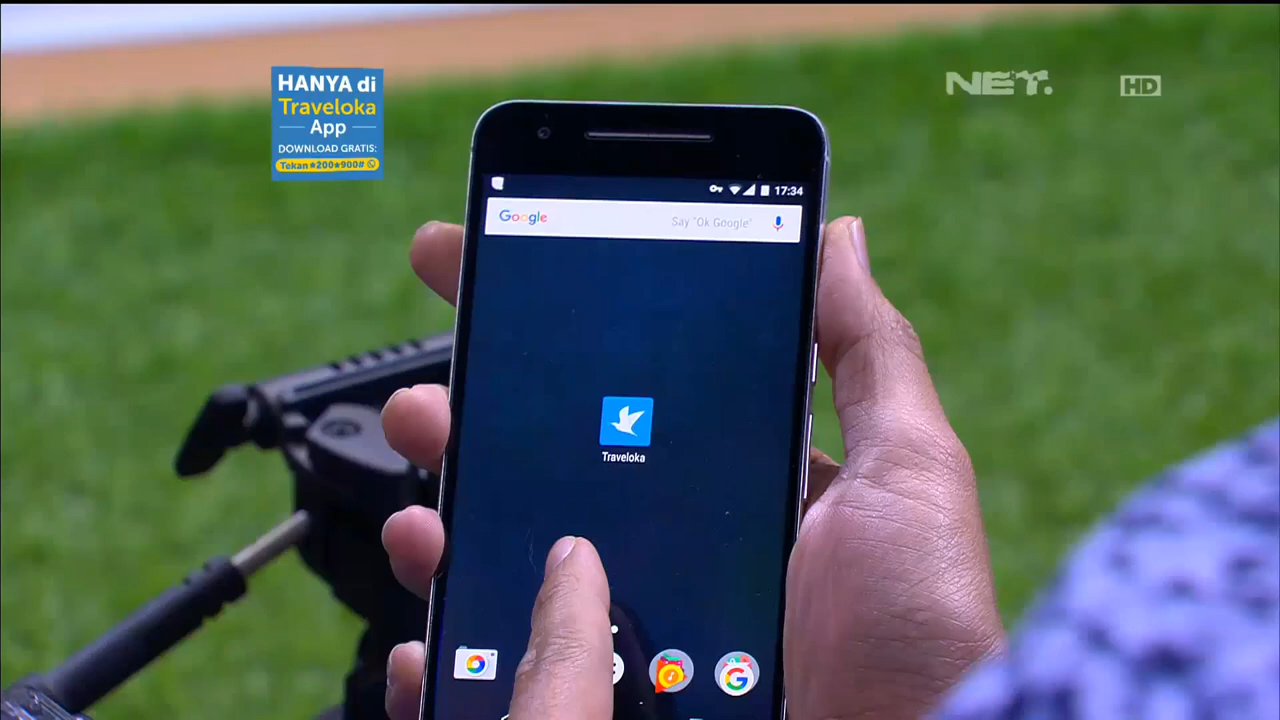 HANYA di
Traveloka
App
DOWNLOAD GRATIS:
Tekan *200*900#
NET.
HD
17:34
Google
Say "Ok Google"
Traveloka